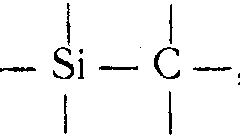 — Si — C —,